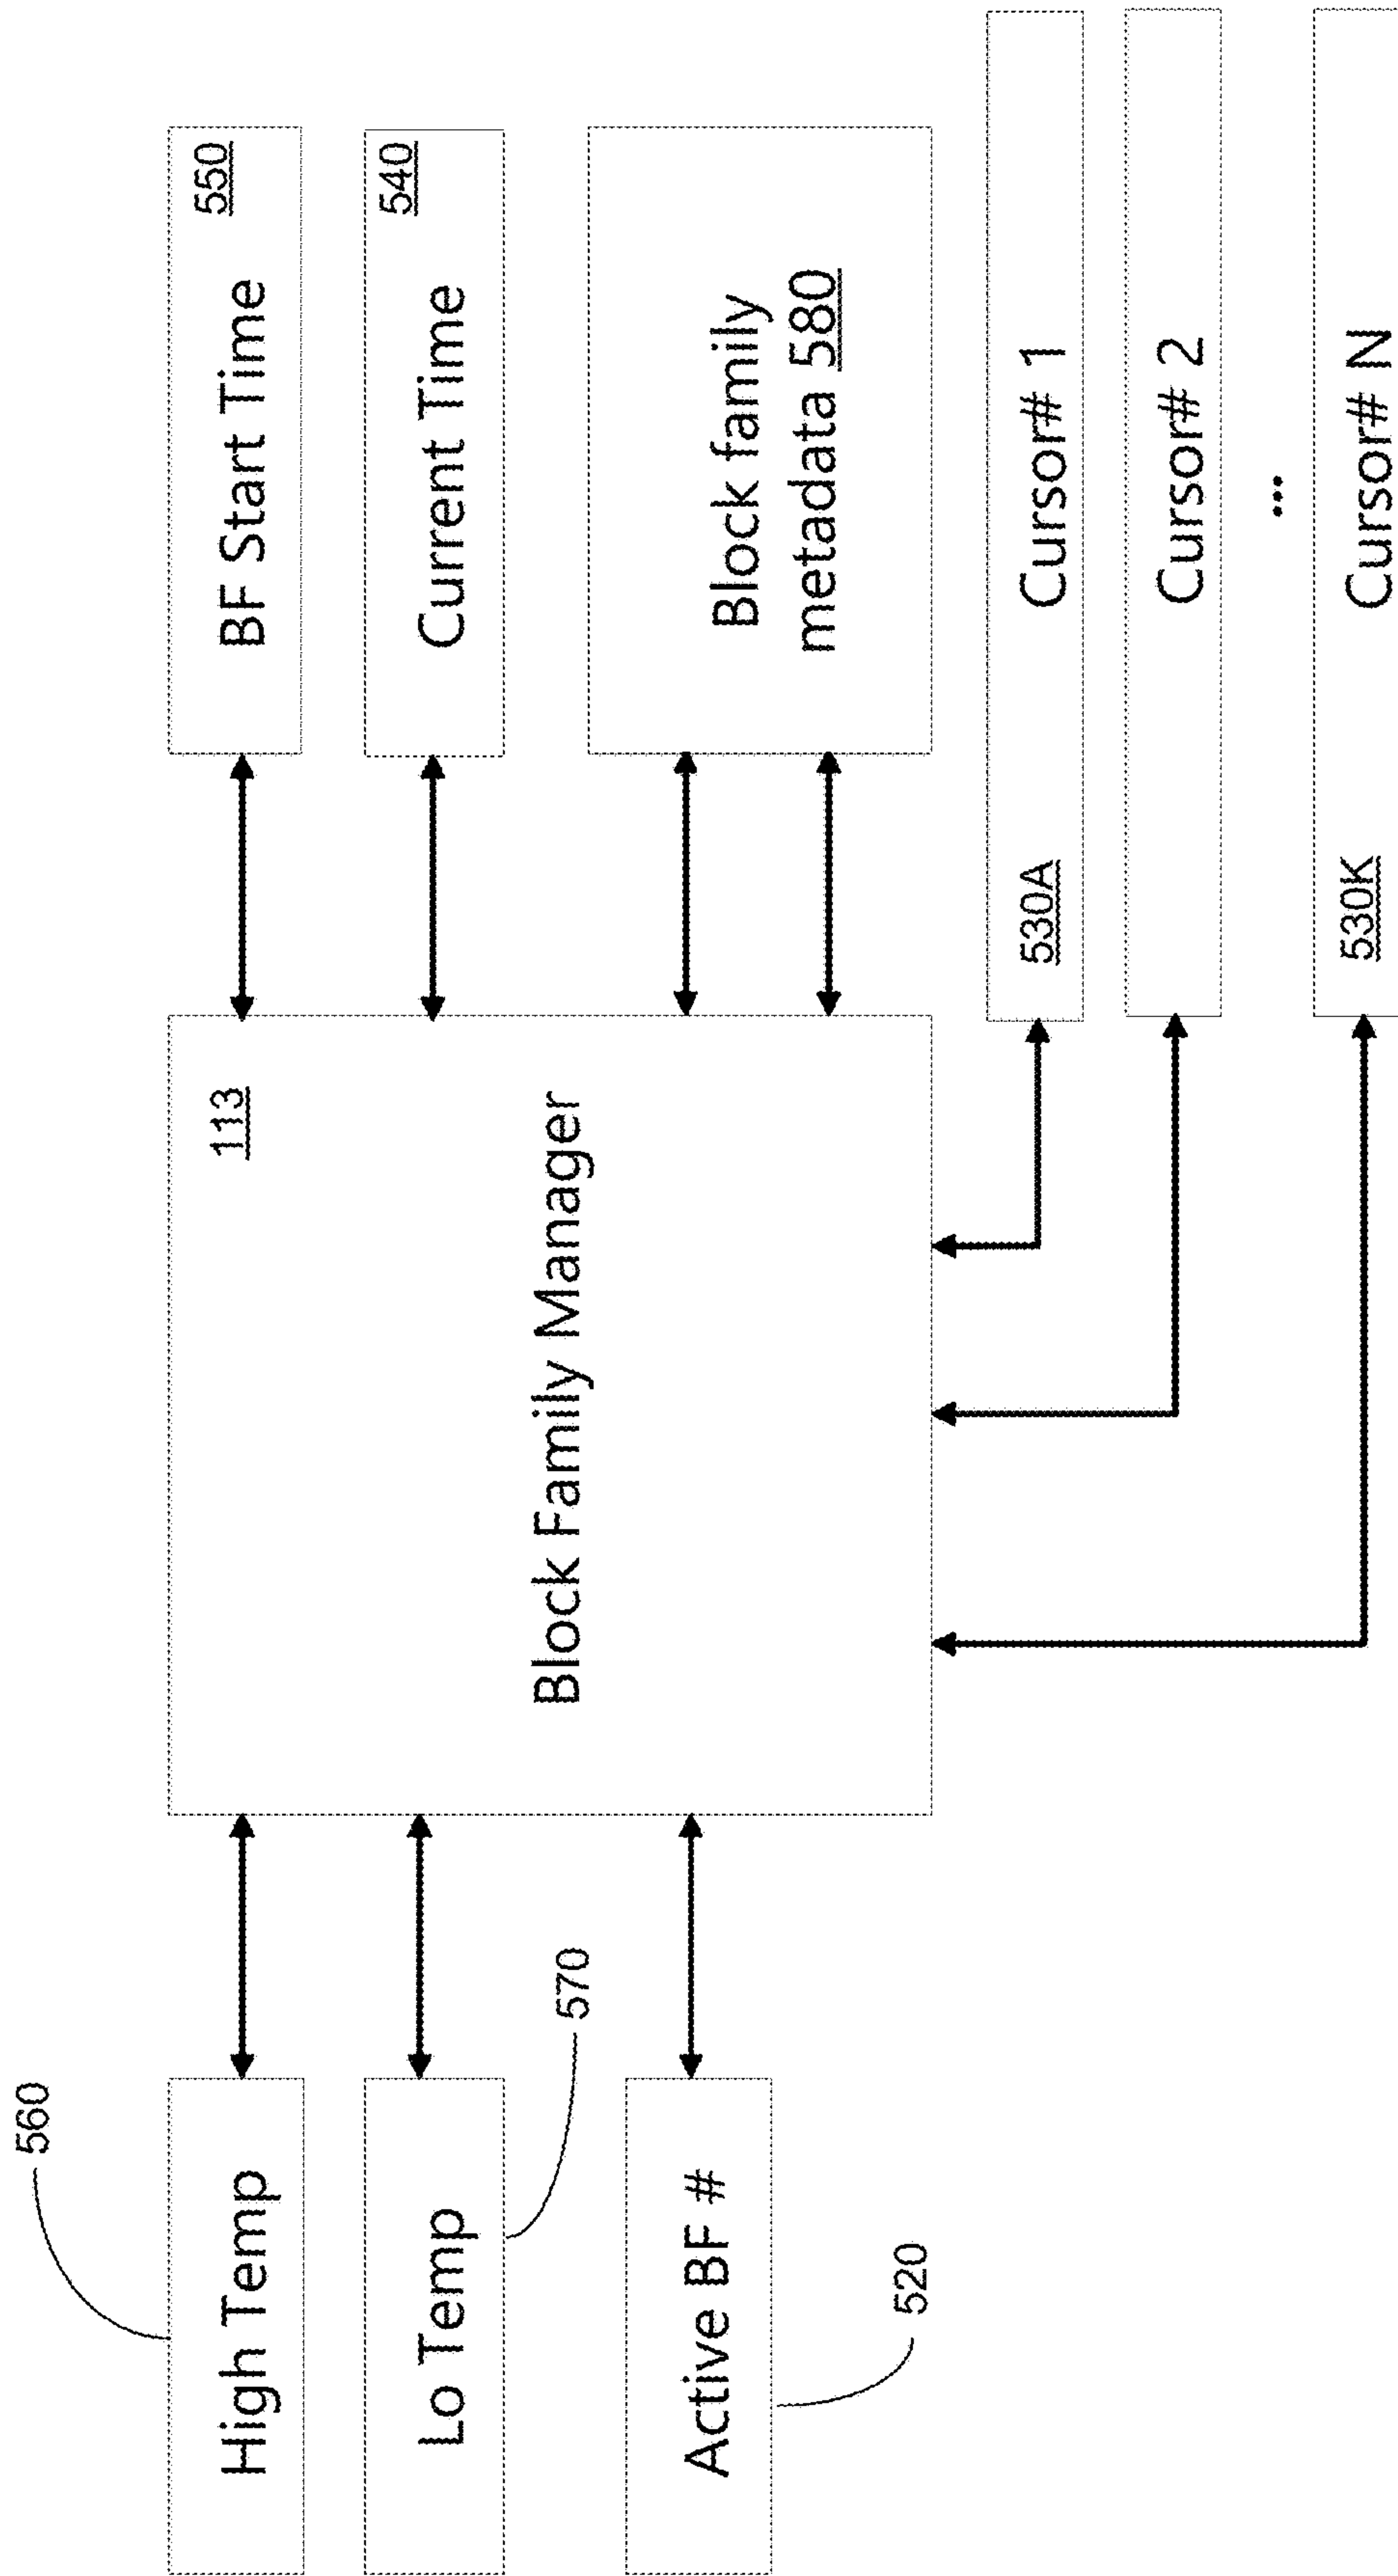 560
High Temp
570
Lo Temp
Active BF #
520
113
Block Family Manager
550
BF Start Time
540
Current Time
Block family
metadata 580
530A
Cursor# 1
Cursor# 2
...
530K
Cursor# N